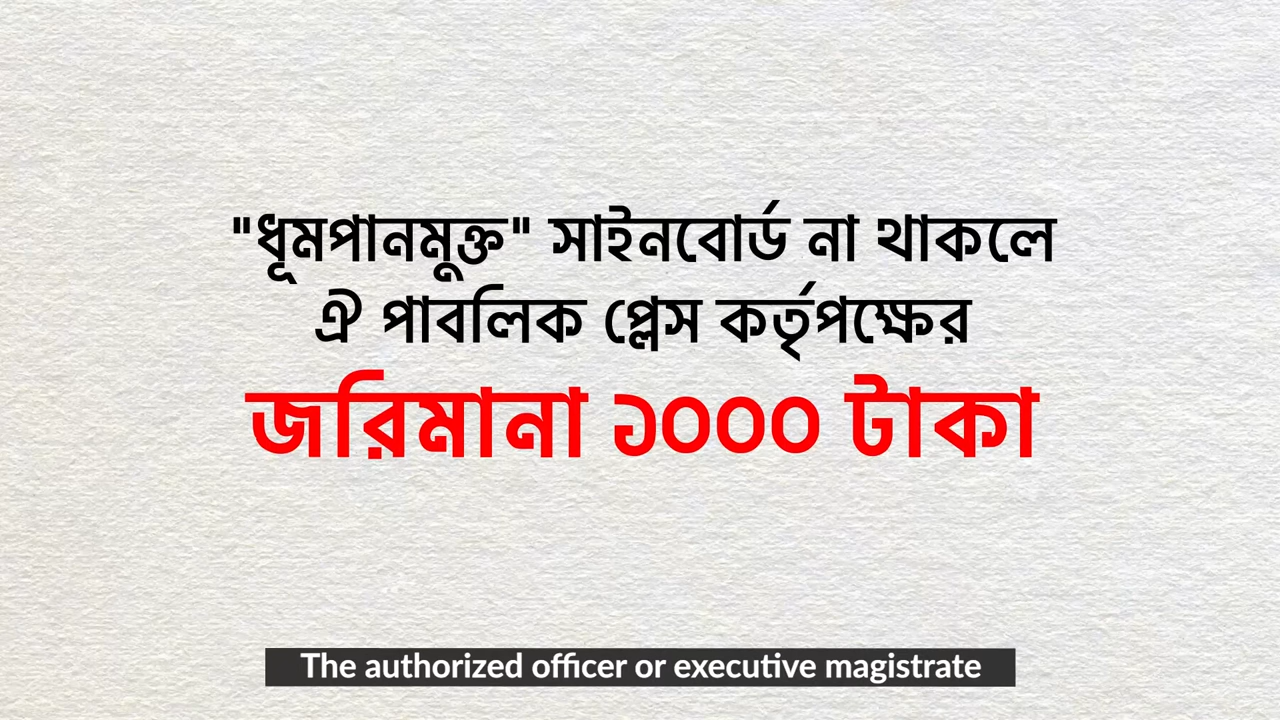 "ধূমপানমুক্ত" সাইনবোর্ড না থাকলে
ঐ পাবলিক প্লেস কর্তৃপক্ষের
জরিমানা ১০০০ টাকা
The authorized officer or executive magistrate